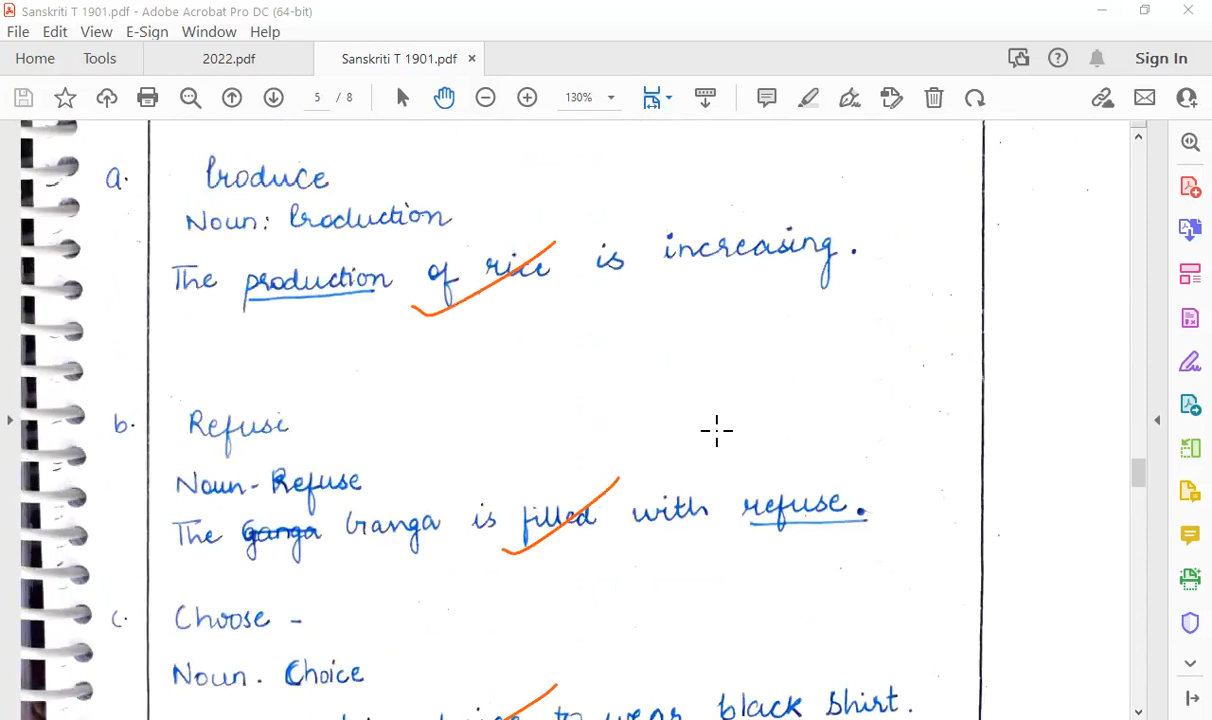 Sanskriti T 1901.pdf - Adobe Acrobat Pro DC (64-bit)
File Edit View E-Sign Window Help
Home Tools 2022.pdf Sanskriti T 1901.pdf ×
5 / 8 130% Sign In
a. Produce
Noun: Production
The production of rice is increasing.
b. Refuse
Noun - Refuse
The Ganga Ganga is filled with refuse.
c. Choose -
Noun. Choice
to wear black shirt.